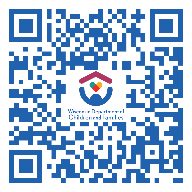 Wisconsin Department of
Children and Families